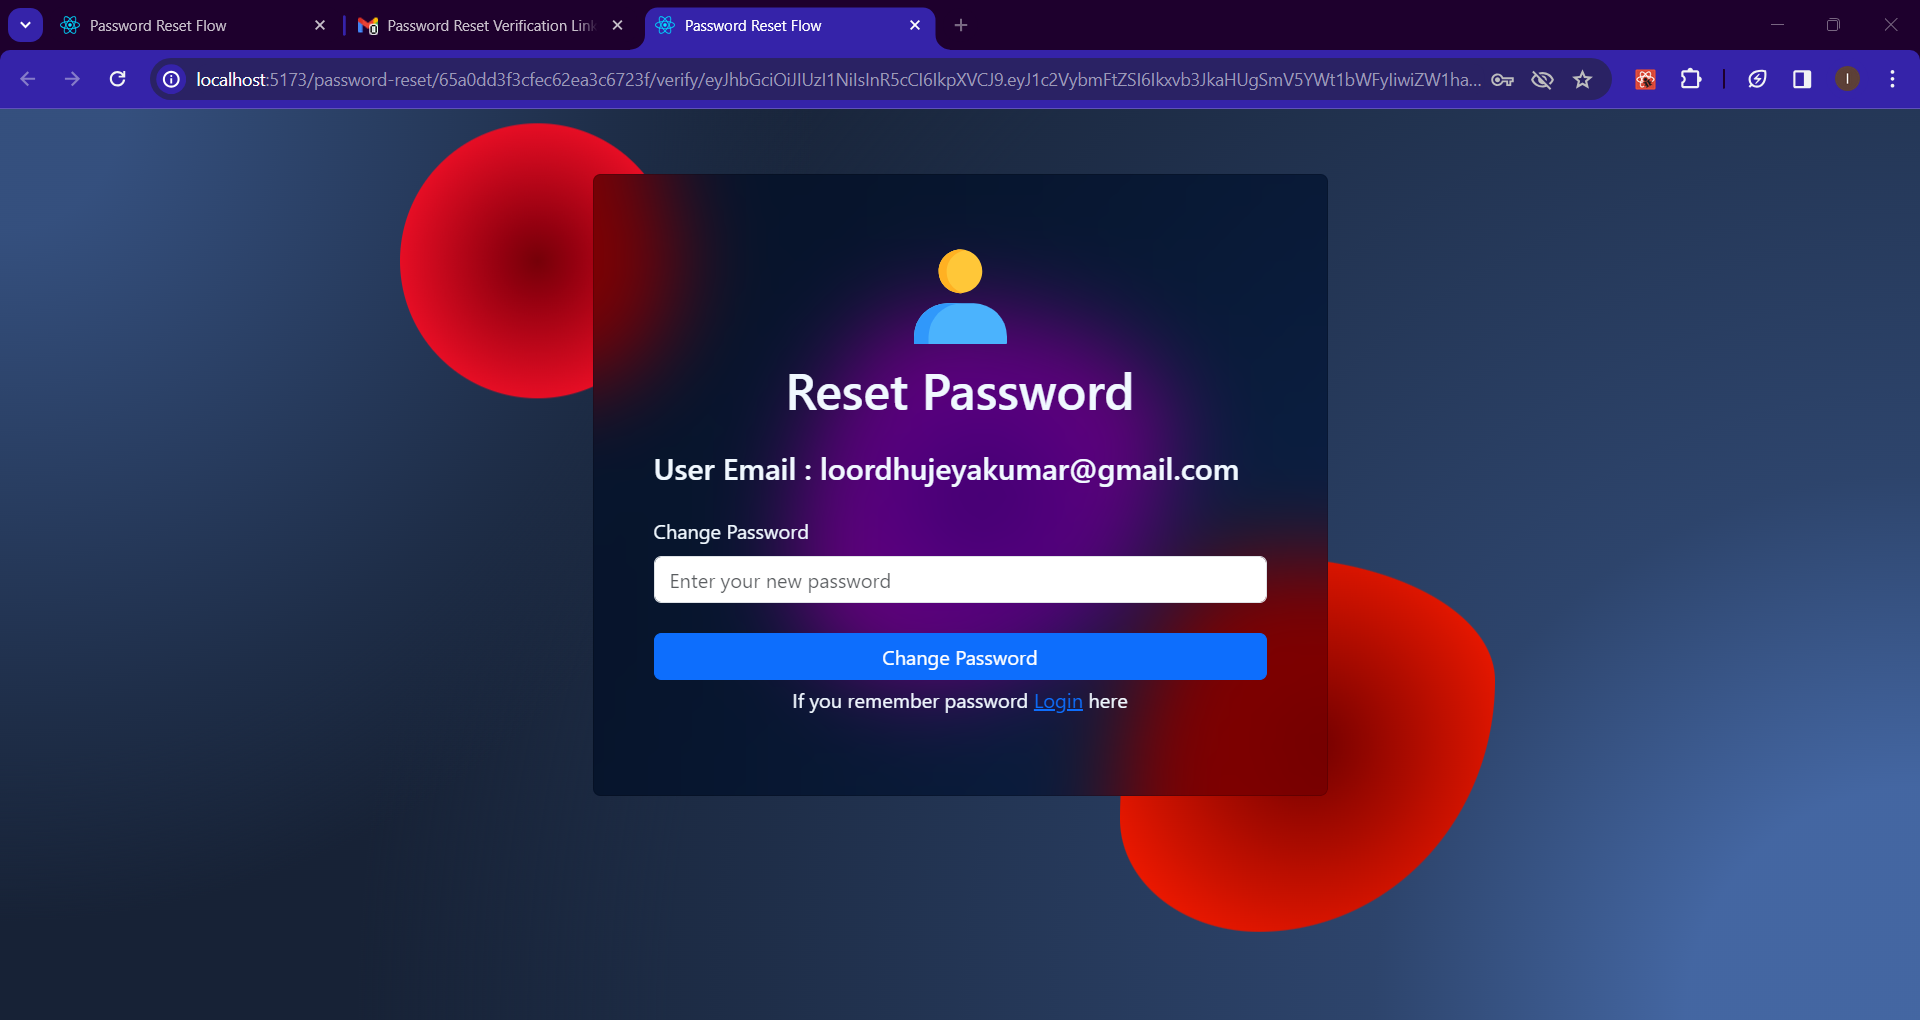 Password Reset Flow
Password Reset Verification Link
Password Reset Flow
localhost:5173/password-reset/65a0dd3f3cfec62ea3c6723f/verify/eyJhbGciOiJIUzI1NiIsInR5cCI6IkpXVCJ9.eyJ1c2VybmFtZSI6Ikxvb3JkaHUgSmV5YWt1bWFyIiwiZW1ha...
I
Reset Password
User Email : loordhujeyakumar@gmail.com
Change Password
Enter your new password
Change Password
If you remember password Login here